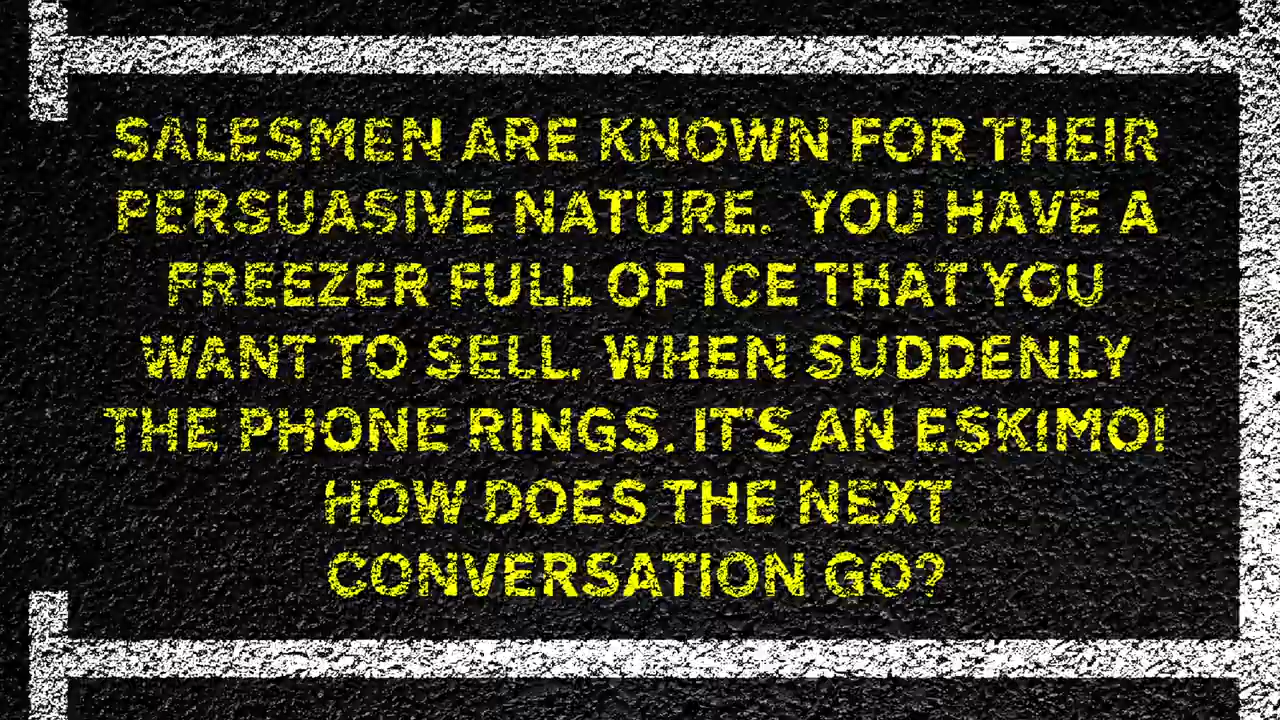 SALESMEN ARE KNOWN FOR THEIR
PERSUASIVE NATURE. YOU HAVE A
FREEZER FULL OF ICE THAT YOU
WANT TO SELL. WHEN SUDDENLY
THE PHONE RINGS. IT'S AN ESKIMO!
HOW DOES THE NEXT
CONVERSATION GO?